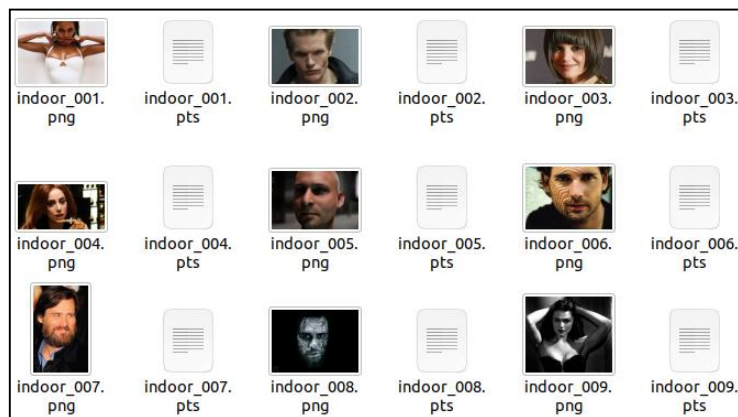 indoor_001.
png
indoor_001.
pts
indoor_002.
png
indoor_002.
pts
indoor_003.
png
indoor_003.
pts
indoor_004.
png
indoor_004.
pts
indoor_005.
png
indoor_005.
pts
indoor_006.
png
indoor_006.
pts
indoor_007.
png
indoor_007.
pts
indoor_008.
png
indoor_008.
pts
indoor_009.
png
indoor_009.
pts